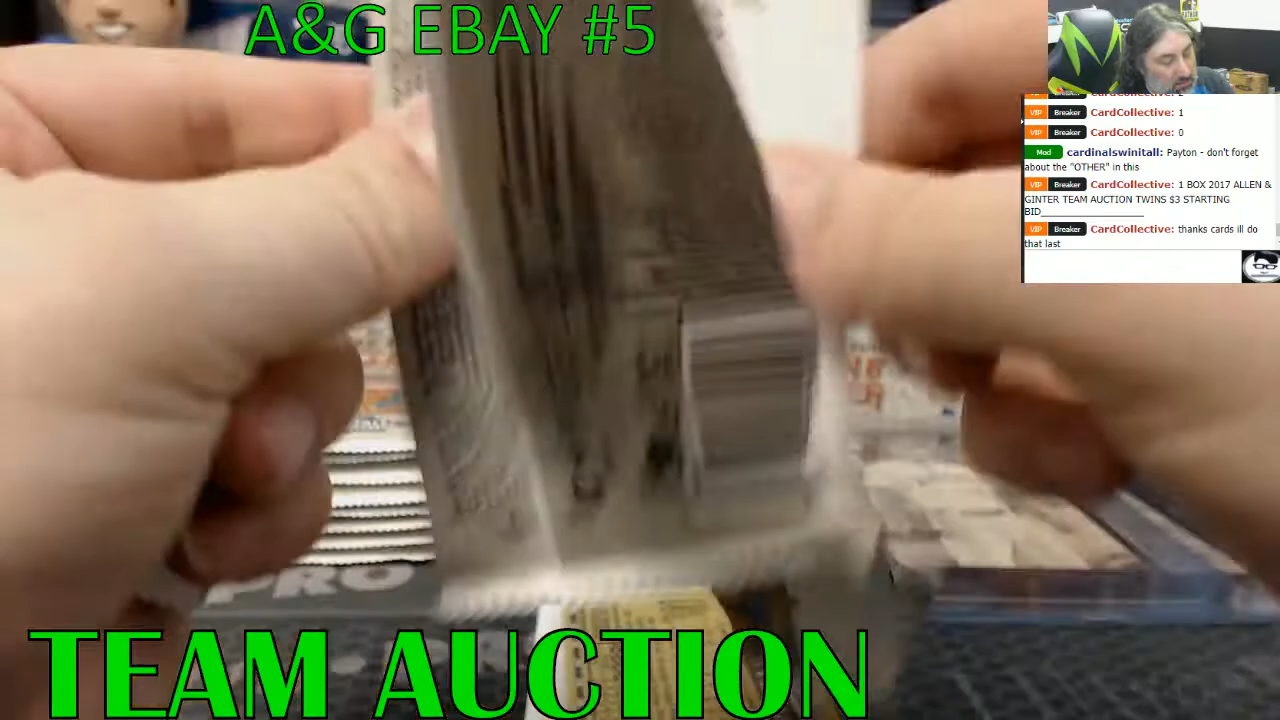 A&G EBAY #5
VIP Breaker CardCollective: 1
VIP Breaker CardCollective: 0
Mod cardinalswinitall: Payton - don't forget
about the "OTHER" in this
VIP Breaker CardCollective: 1 BOX 2017 ALLEN &
GINTER TEAM AUCTION TWINS $3 STARTING
BID____________________
VIP Breaker CardCollective: thanks cards ill do
that last
PRO
TEAM AUCTION